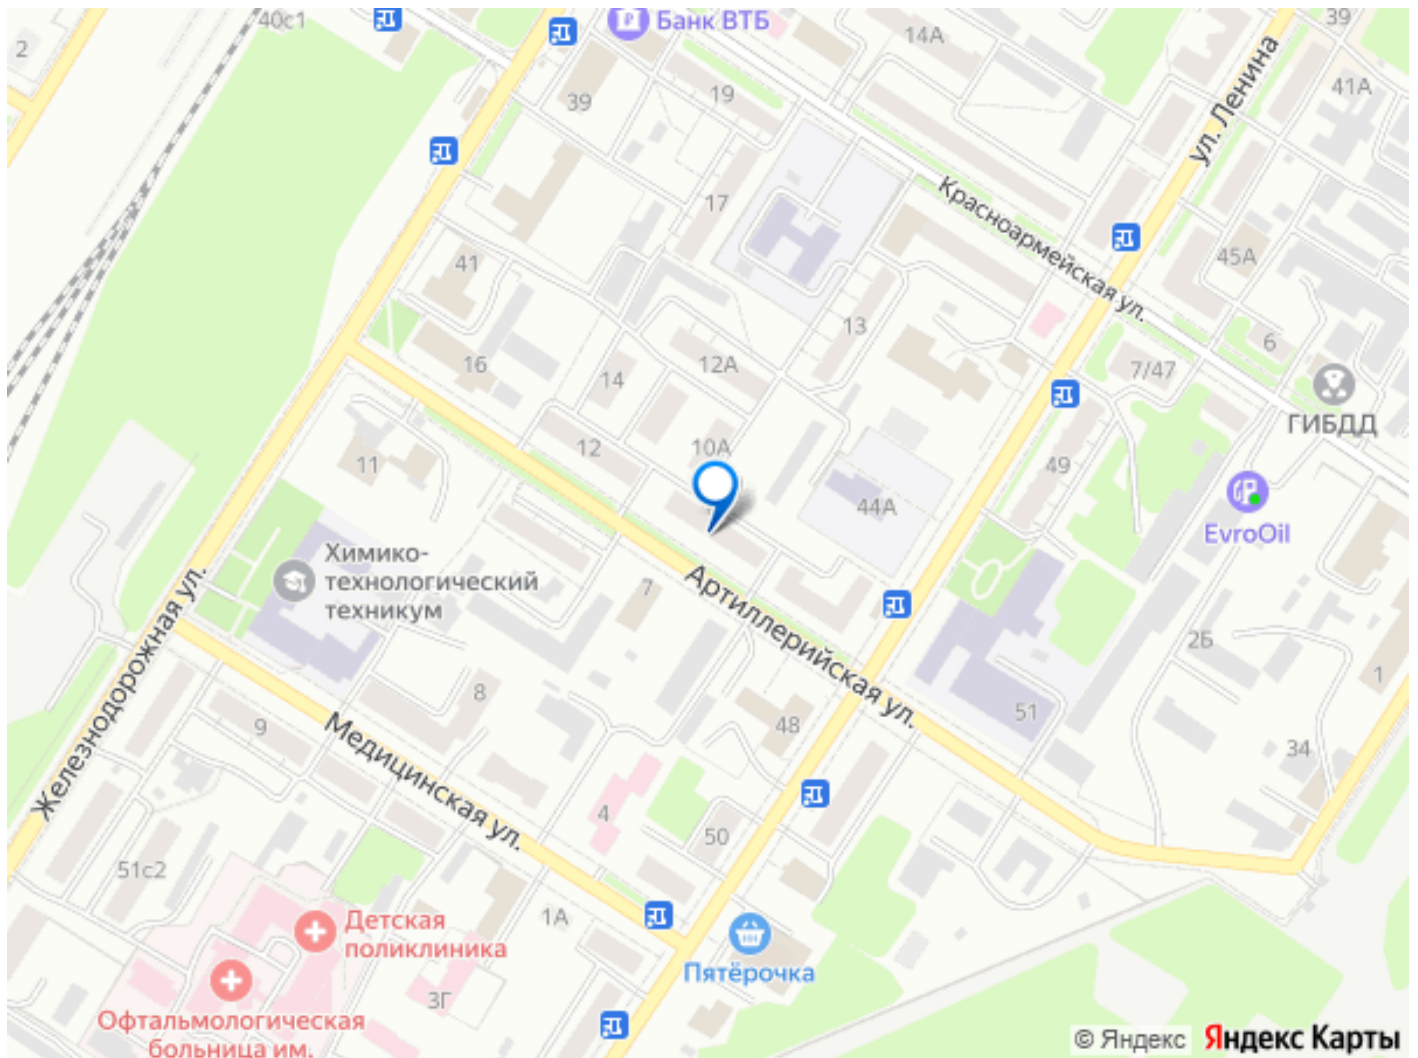 40с1
Банк ВТБ
14А
39
2
ул. Ленина
41А
39
19
17
Красноармейская ул.
45А
41
13
6
16
14
12А
7/47
ГИБДД
12
10А
11
49
44А
EvroOil
Химико-
технологический
техникум
7
Артиллерийская ул.
Железнодорожная ул.
2Б
1
8
51
9
48
34
Медицинская ул.
4
50
51с2
1А
Детская
поликлиника
Пятёрочка
3Г
Офтальмологическая
больница им.
© Яндекс Яндекс Карты